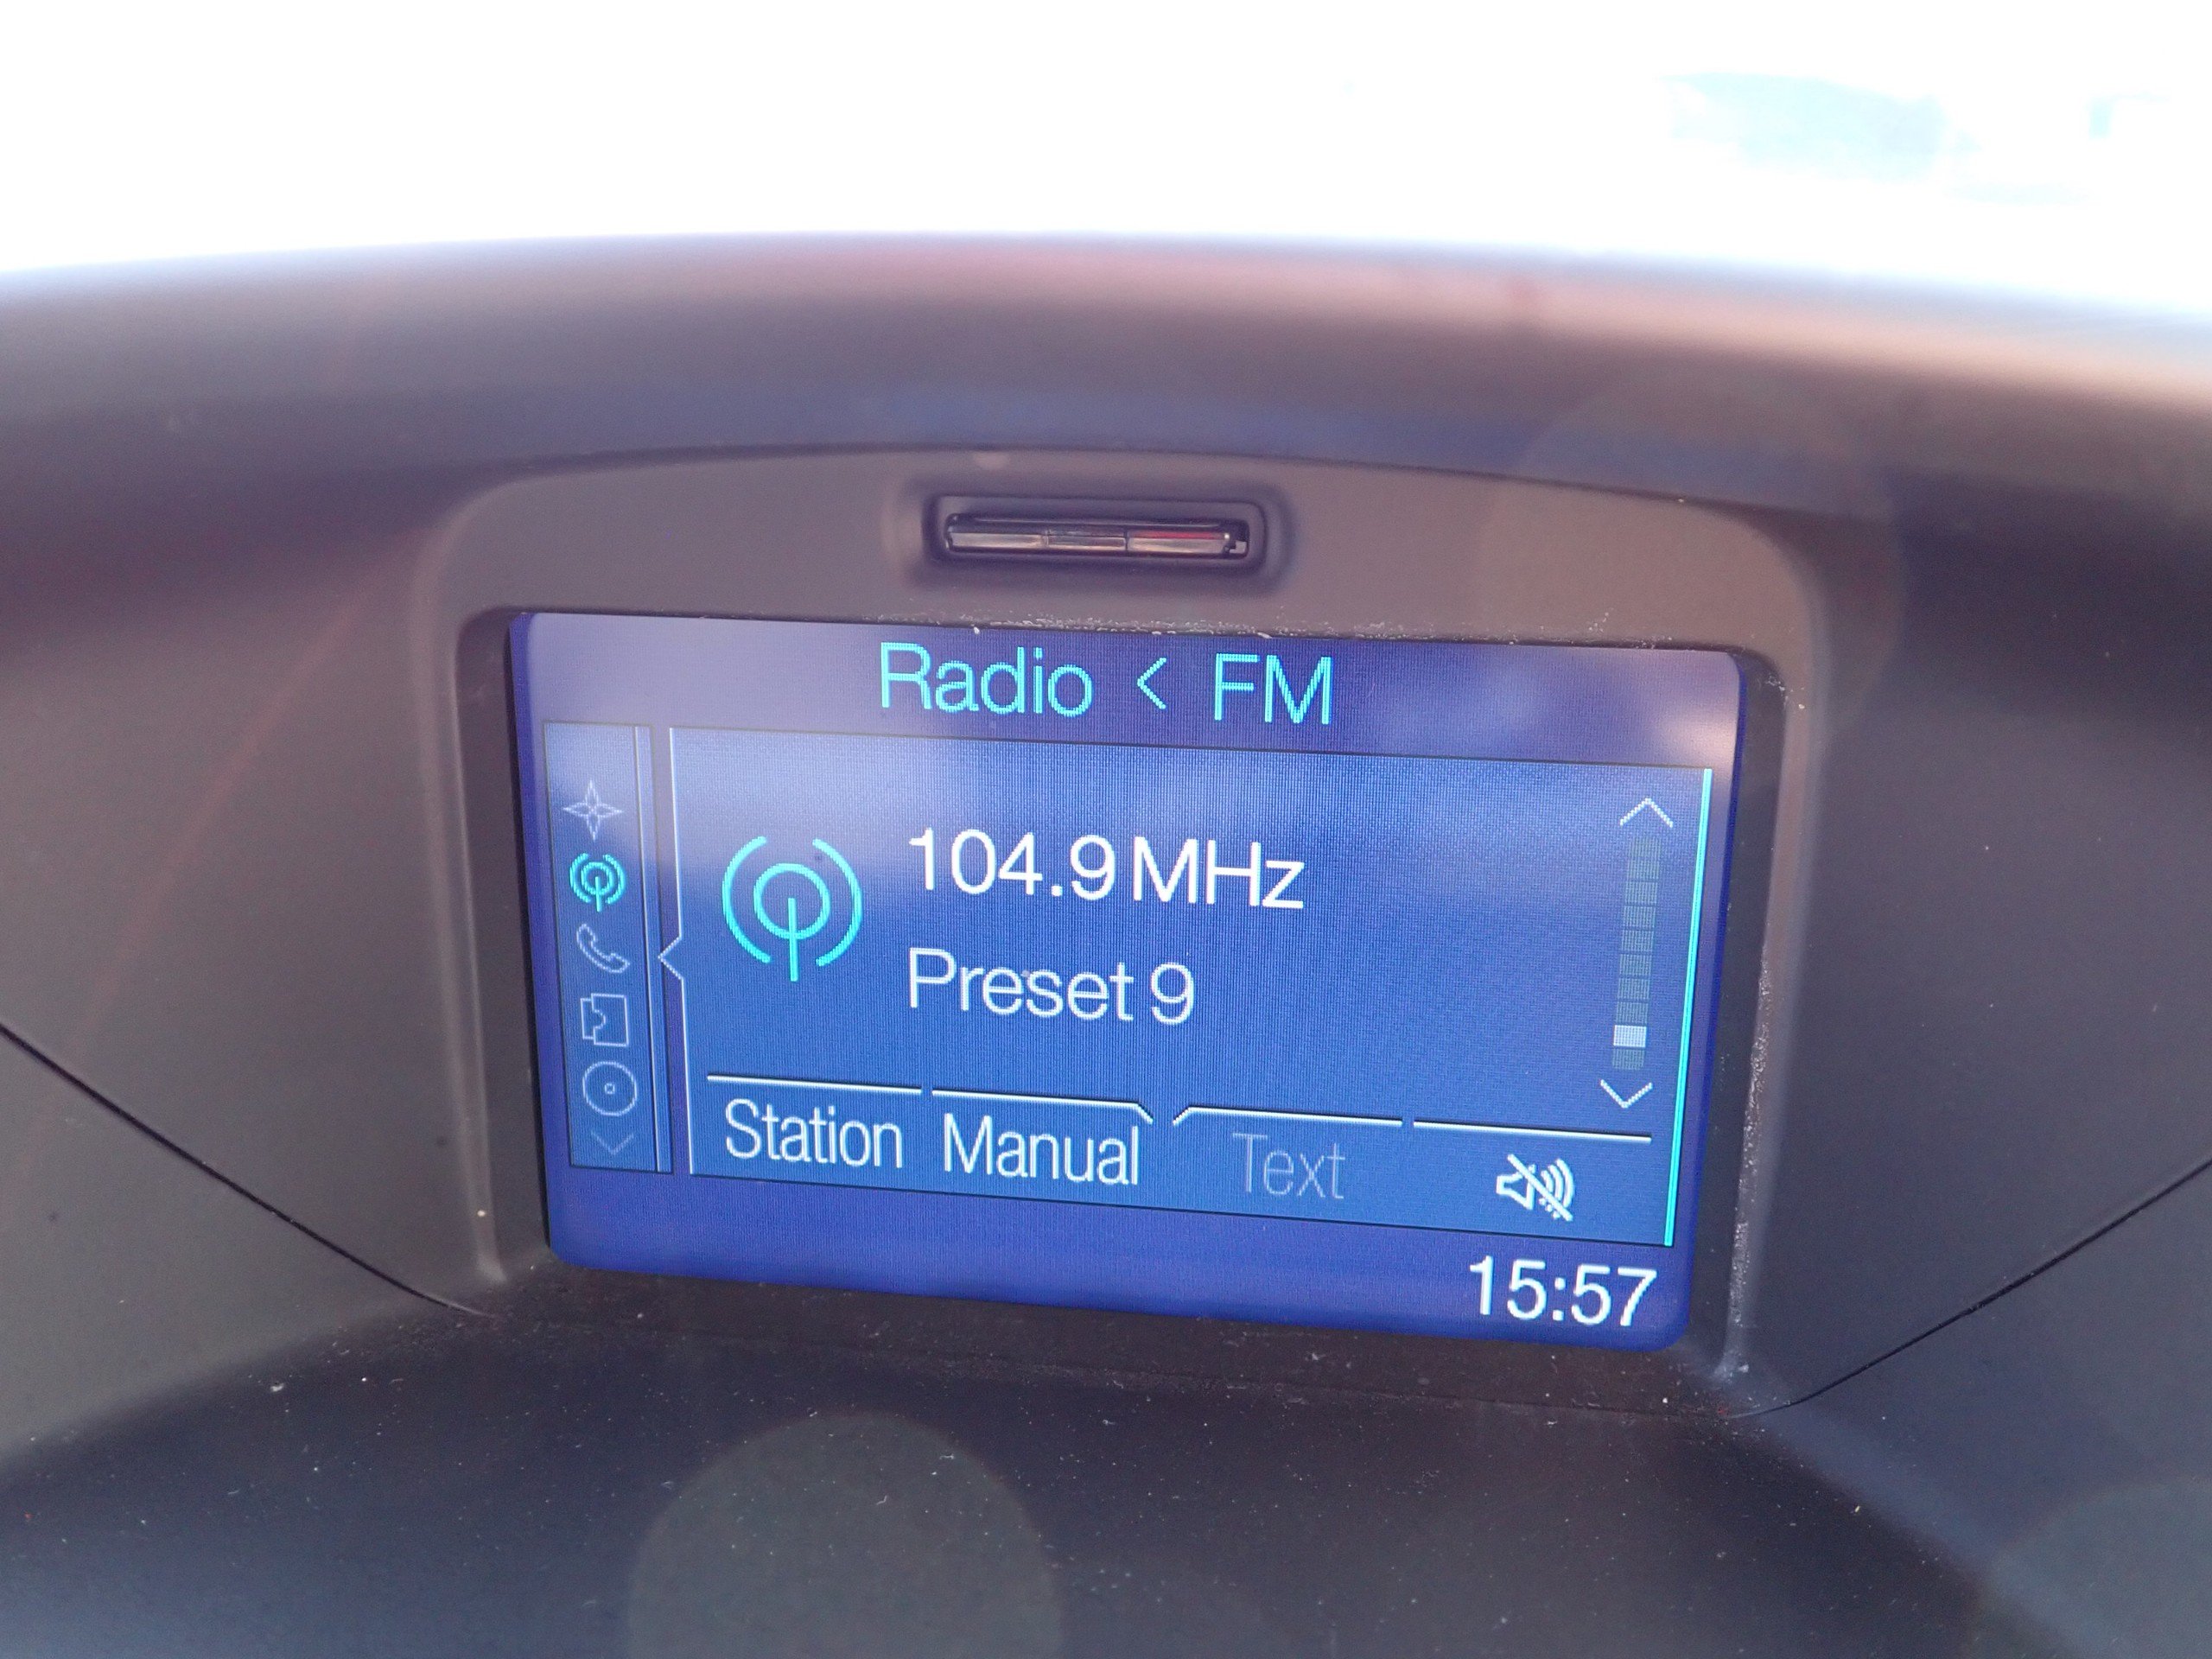 Radio < FM
104.9 MHz
Preset 9
Station Manual Text
15:57